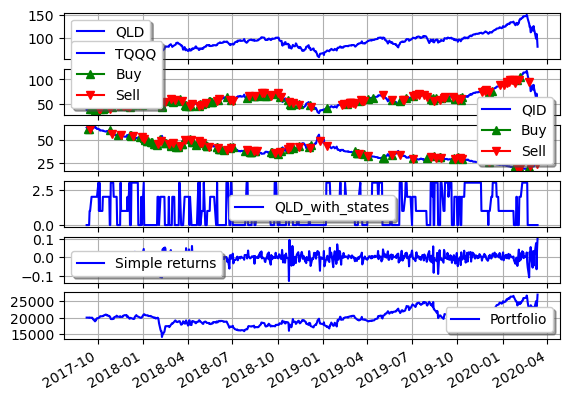 150
100
QLD
TQQQ
Buy
Sell
100
50
QID
Buy
Sell
50
25
2.5
0.0
QLD_with_states
0.1
0.0
−0.1
Simple returns
25000
20000
15000
Portfolio
2017-10
2018-01
2018-04
2018-07
2018-10
2019-01
2019-04
2019-07
2019-10
2020-01
2020-04